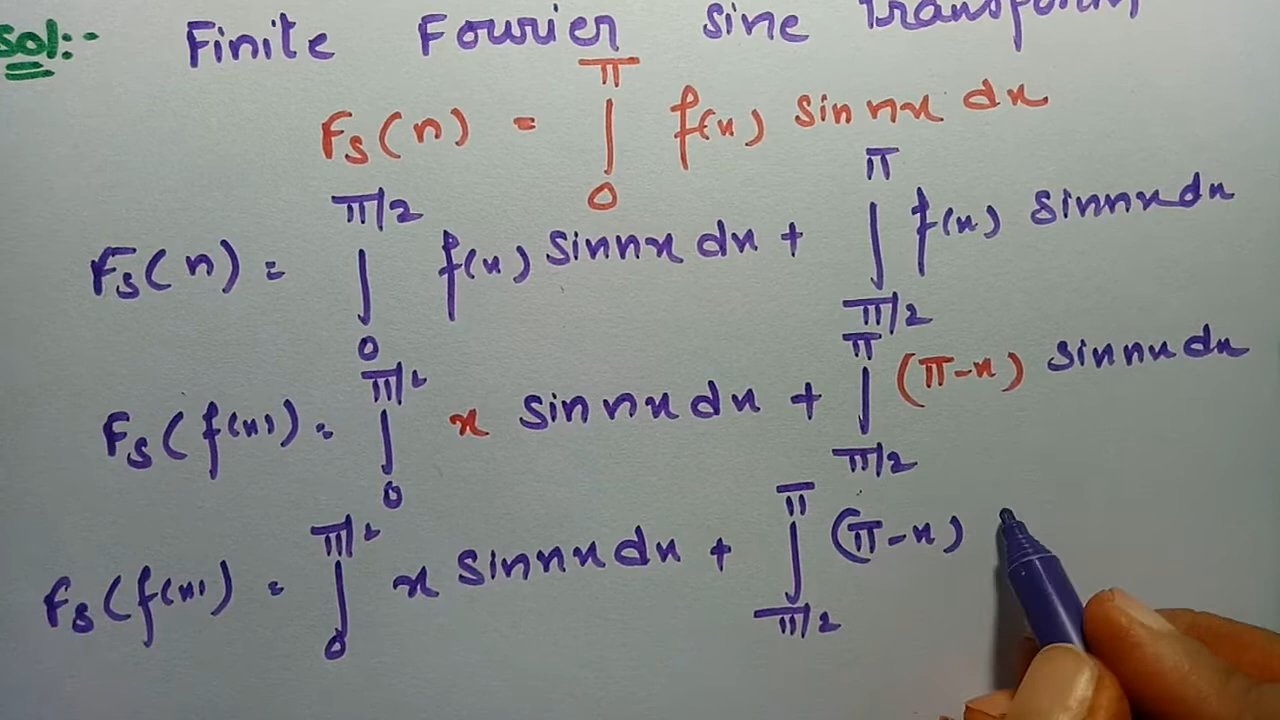 Sol:- Finite Fourier Sine Transform
Fs(n) = ∫₀^π f(x) sin nx dx
Fs(n) = ∫₀^{π/2} f(x) sin nx dx + ∫_{π/2}^π f(x) sin nx dx
Fs(f(x)) = ∫₀^{π/2} x sin nx dx + ∫_{π/2}^π (π-x) sin nx dx
Fs(f(x)) = ∫₀^{π/2} x sin nx dx + ∫_{π/2}^π (π-x)